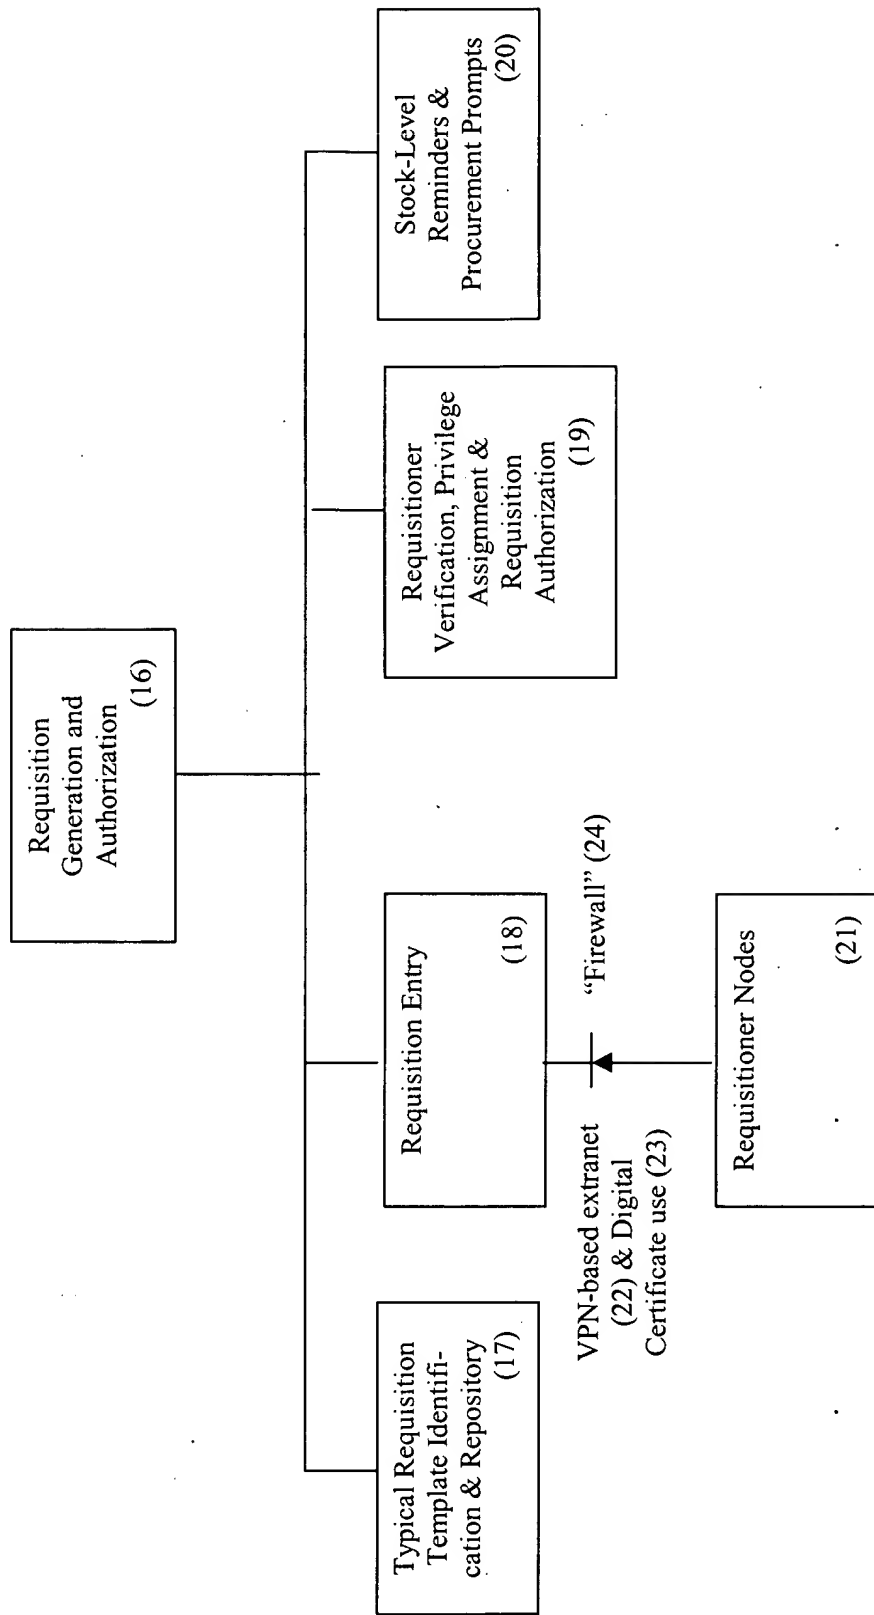 Requisition
Generation and
Authorization
(16)
Typical Requisition
Template Identifi-
cation & Repository
(17)
Requisition Entry
(18)
Requisitioner
Verification, Privilege
Assignment &
Requisition
Authorization
(19)
Stock-Level
Reminders &
Procurement Prompts
(20)
VPN-based extranet
(22) & Digital
Certificate use (23)
“Firewall” (24)
Requisitioner Nodes
(21)